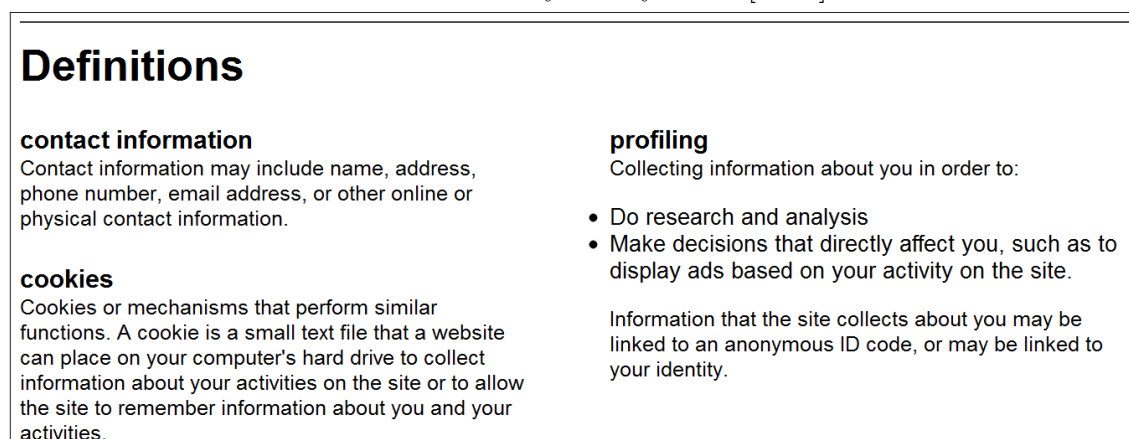 Definitions
contact information
Contact information may include name, address,
phone number, email address, or other online or
physical contact information.
cookies
Cookies or mechanisms that perform similar
functions. A cookie is a small text file that a website
can place on your computer's hard drive to collect
information about your activities on the site or to allow
the site to remember information about you and your
activities.
profiling
Collecting information about you in order to:
• Do research and analysis
• Make decisions that directly affect you, such as to
display ads based on your activity on the site.
Information that the site collects about you may be
linked to an anonymous ID code, or may be linked to
your identity.